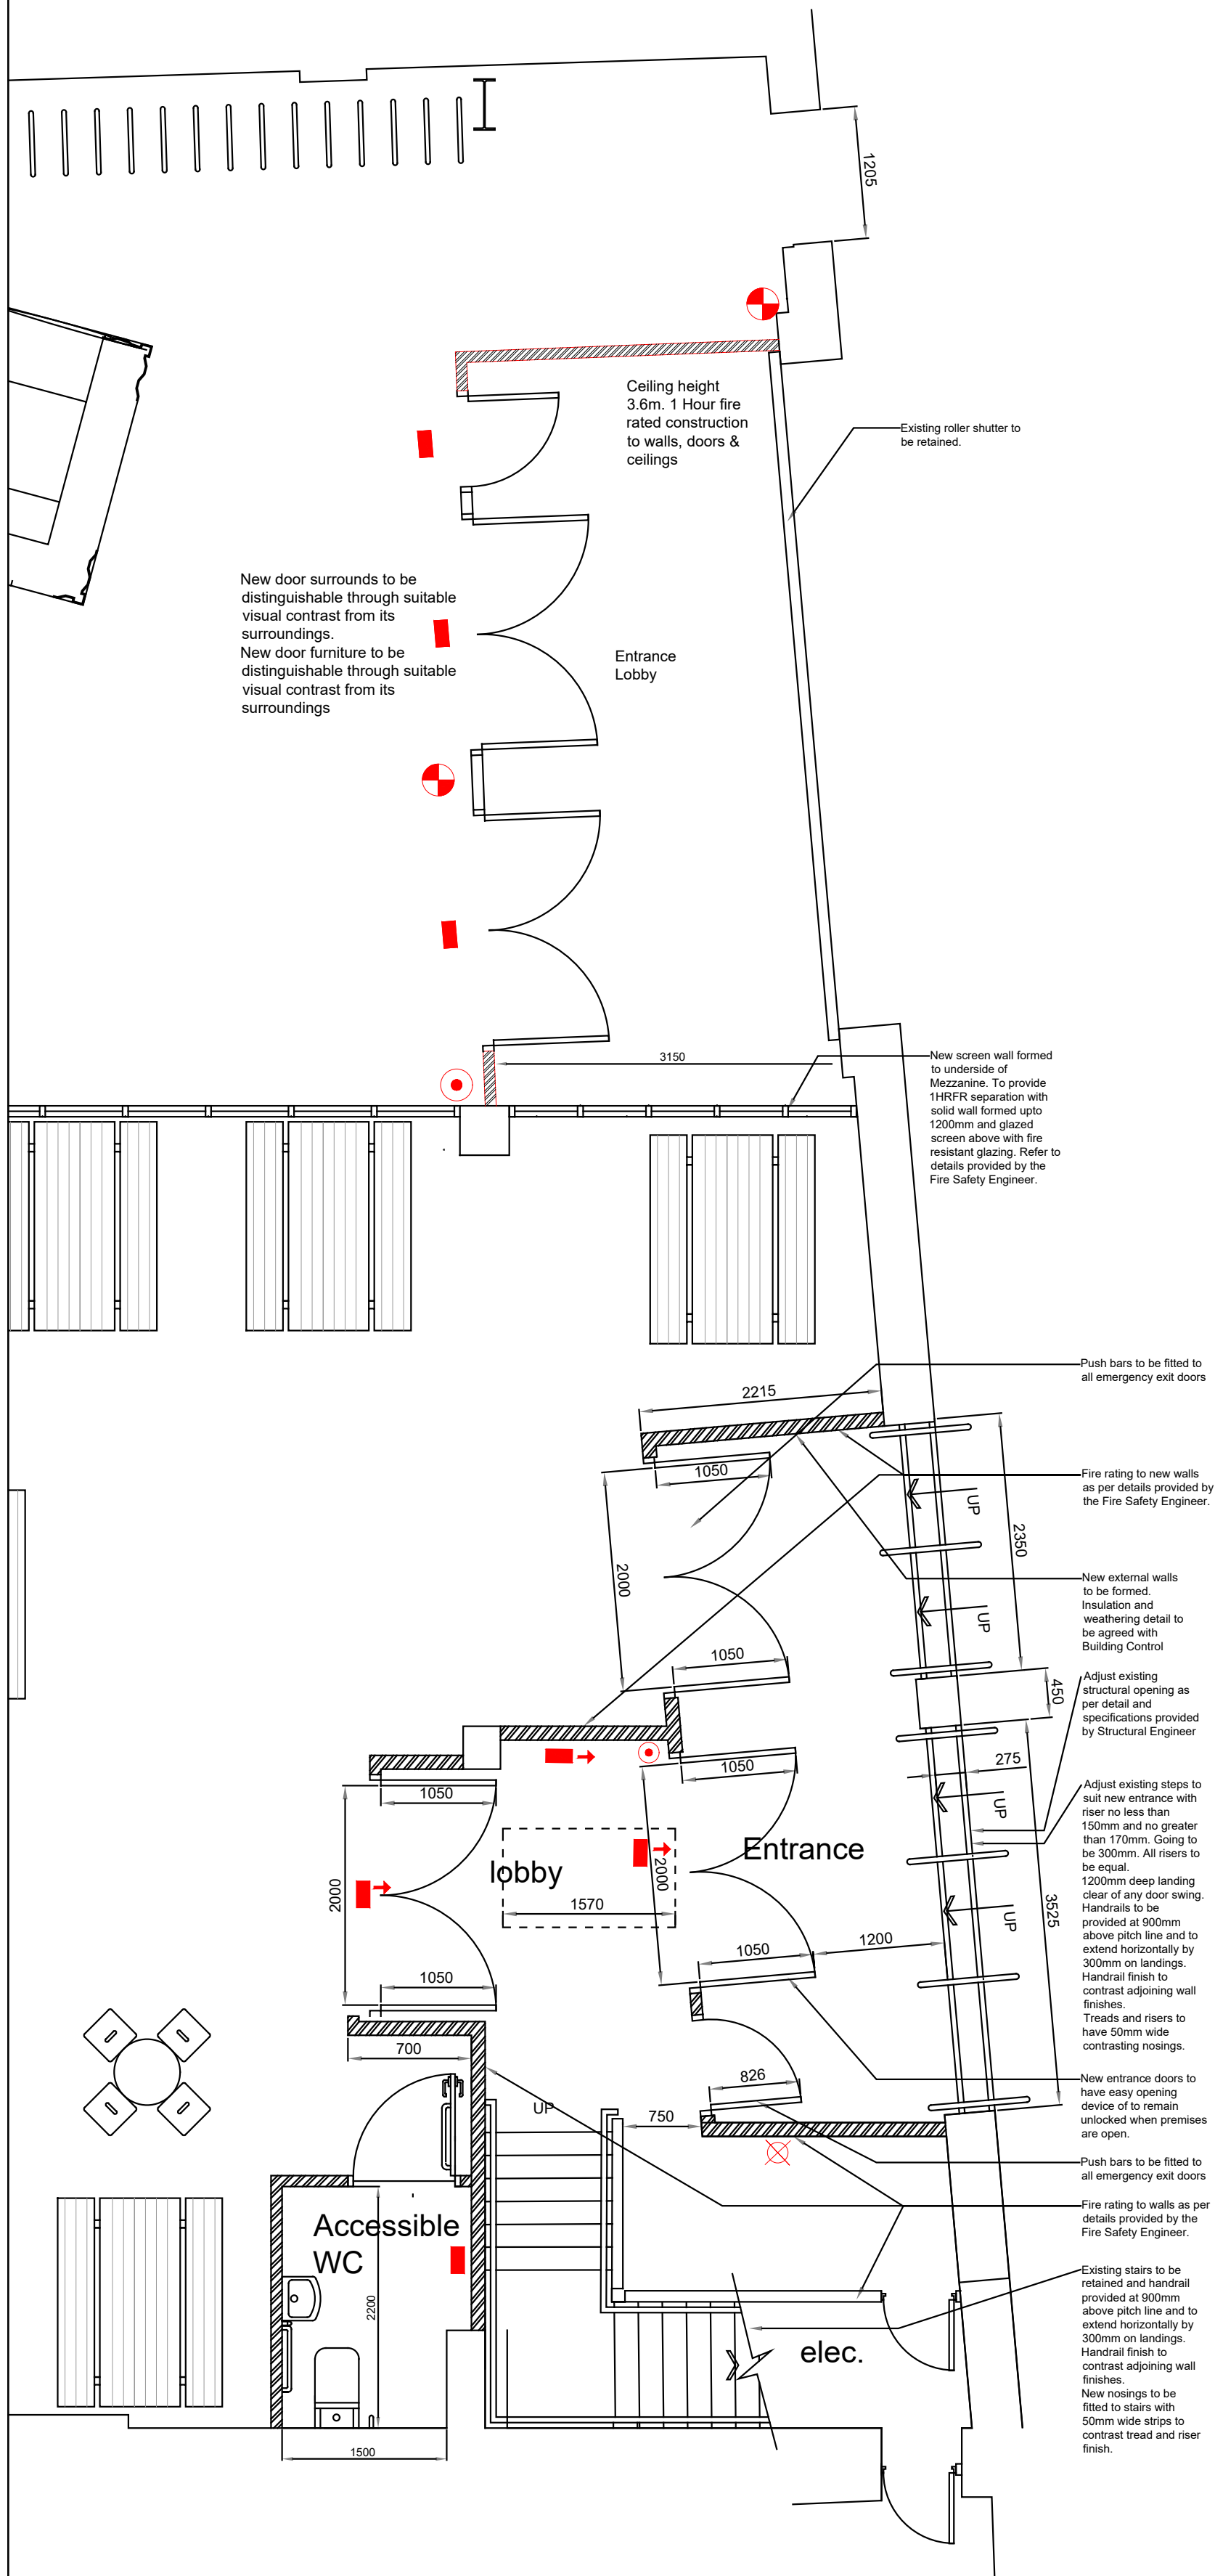 1205
Ceiling height
3.6m. 1 Hour fire
rated construction
to walls, doors &
ceilings
Existing roller shutter to
be retained.
New door surrounds to be
distinguishable through suitable
visual contrast from its
surroundings.
New door furniture to be
distinguishable through suitable
visual contrast from its
surroundings
Entrance
Lobby
3150
New screen wall formed
to underside of
Mezzanine. To provide
1HRFR separation with
solid wall formed upto
1200mm and glazed
screen above with fire
resistant glazing. Refer to
details provided by the
Fire Safety Engineer.
Push bars to be fitted to
all emergency exit doors
2215
1050
Fire rating to new walls
as per details provided by
the Fire Safety Engineer.
UP
2350
2000
New external walls
to be formed.
Insulation and
weathering detail to
be agreed with
Building Control
UP
1050
450
Adjust existing
structural opening as
per detail and
specifications provided
by Structural Engineer
275
1050
1050
UP
Adjust existing steps to
suit new entrance with
riser no less than
150mm and no greater
than 170mm. Going to
be 300mm. All risers to
be equal.
1200mm deep landing
clear of any door swing.
Handrails to be
provided at 900mm
above pitch line and to
extend horizontally by
300mm on landings.
Handrail finish to
contrast adjoining wall
finishes.
Treads and risers to
have 50mm wide
contrasting nosings.
Entrance
lobby
2000
2000
1570
3525
UP
1200
1050
1050
700
826
750
UP
New entrance doors to
have easy opening
device of to remain
unlocked when premises
are open.
Push bars to be fitted to
all emergency exit doors
Fire rating to walls as per
details provided by the
Fire Safety Engineer.
Accessible
WC
2200
elec.
Existing stairs to be
retained and handrail
provided at 900mm
above pitch line and to
extend horizontally by
300mm on landings.
Handrail finish to
contrast adjoining wall
finishes.
New nosings to be
fitted to stairs with
50mm wide strips to
contrast tread and riser
finish.
1500